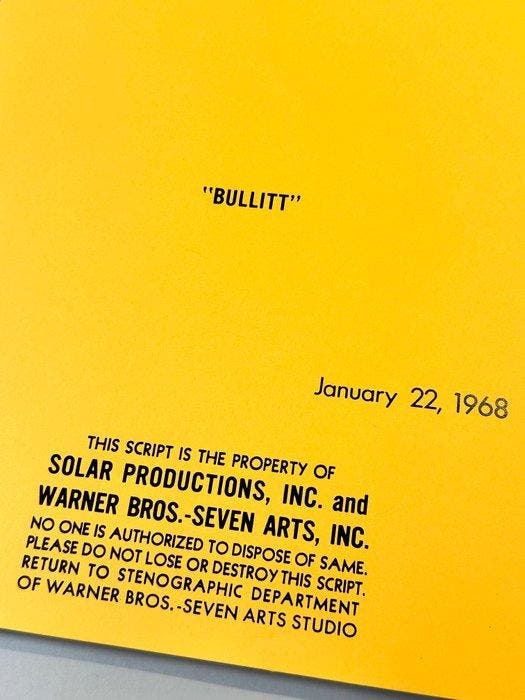 "BULLITT"
January 22, 1968
THIS SCRIPT IS THE PROPERTY OF
SOLAR PRODUCTIONS, INC. and
WARNER BROS.-SEVEN ARTS, INC.
NO ONE IS AUTHORIZED TO DISPOSE OF SAME.
PLEASE DO NOT LOSE OR DESTROY THIS SCRIPT.
RETURN TO STENOGRAPHIC DEPARTMENT
OF WARNER BROS.-SEVEN ARTS STUDIO